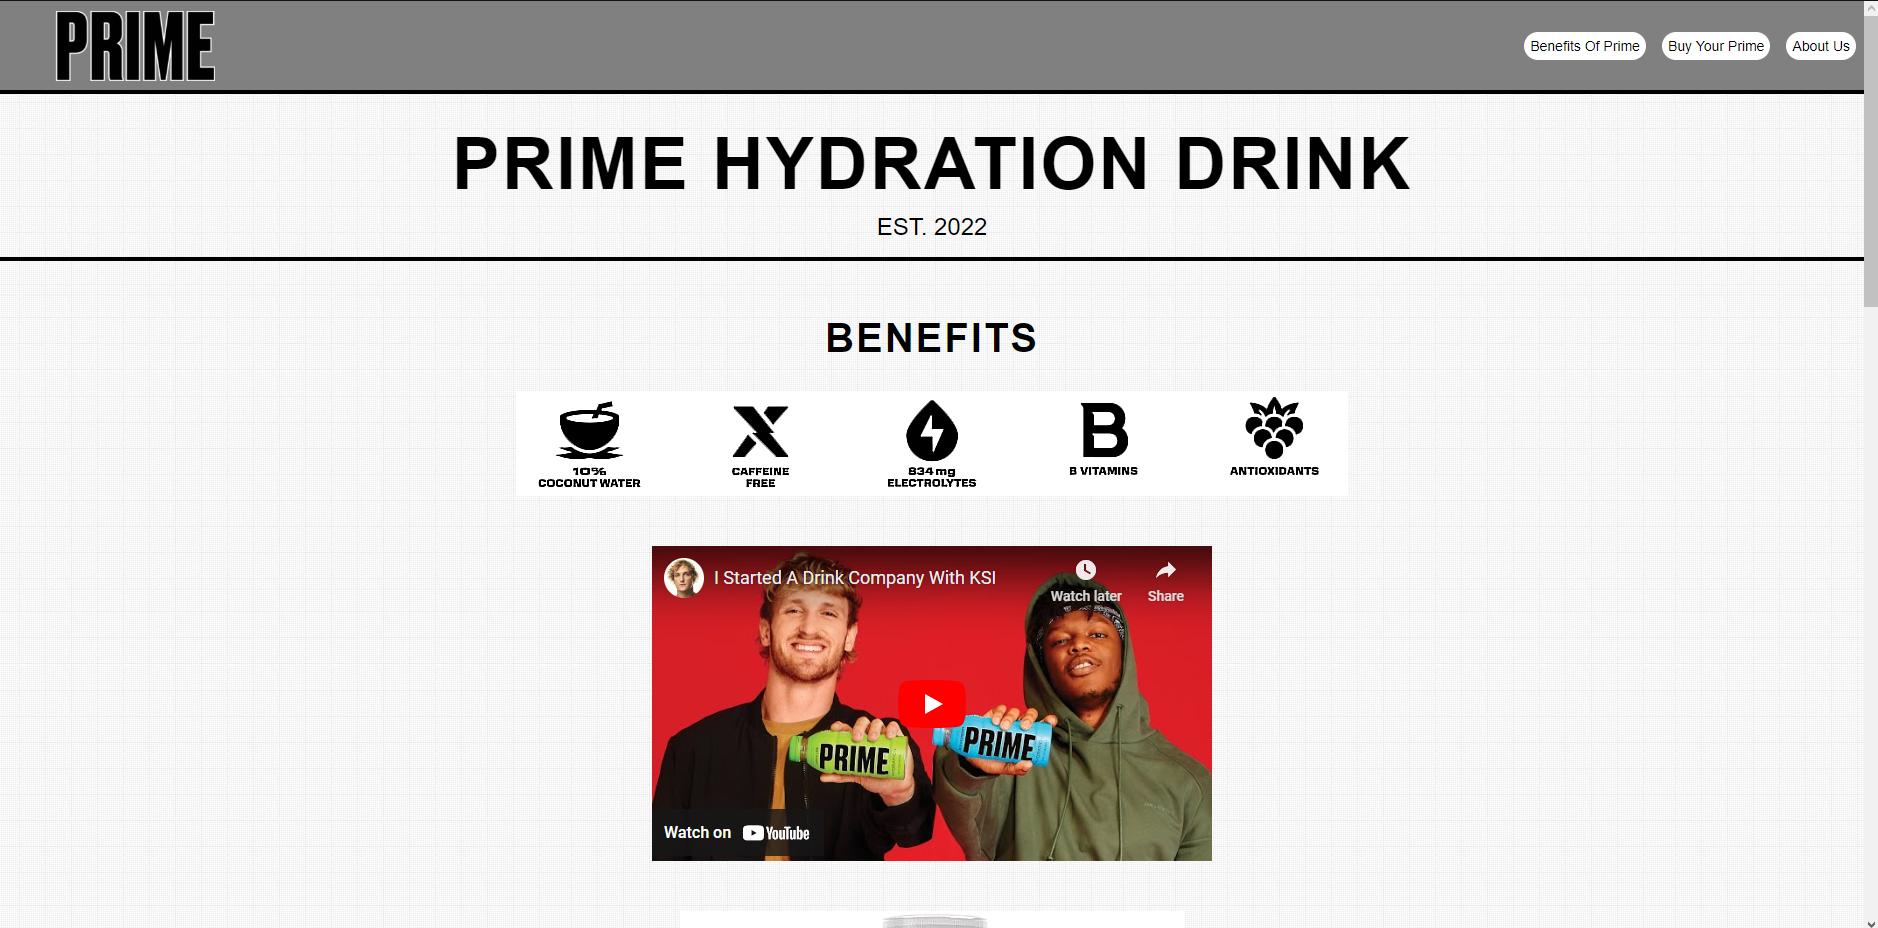 PRIME
Benefits Of Prime
Buy Your Prime
About Us
PRIME HYDRATION DRINK
EST. 2022
BENEFITS
10%
COCONUT WATER
CAFFEINE
FREE
834mg
ELECTROLYTES
B
B VITAMINS
ANTIOXIDANTS
I Started A Drink Company With KSI
Watch later
Share
PRIME
PRIME
Watch on YouTube